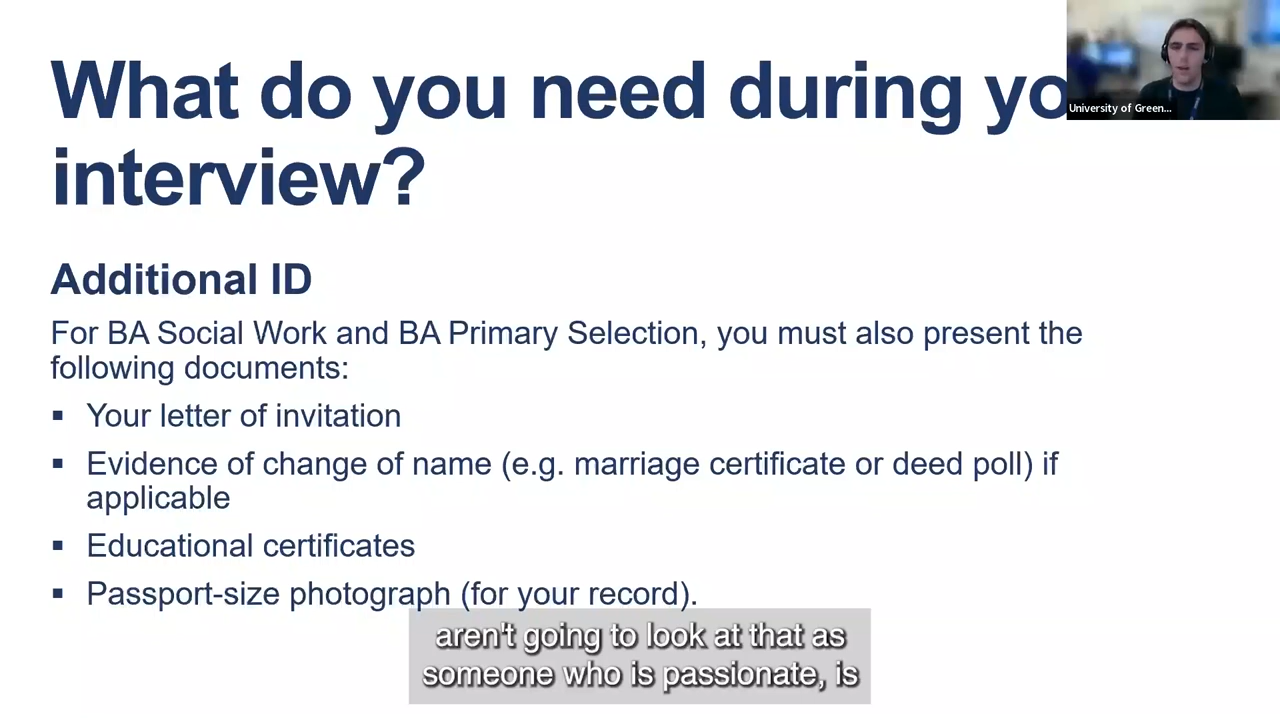 What do you need during yo
interview?
University of Green...
Additional ID
For BA Social Work and BA Primary Selection, you must also present the
following documents:
▪ Your letter of invitation
▪ Evidence of change of name (e.g. marriage certificate or deed poll) if
applicable
▪ Educational certificates
▪ Passport-size photograph (for your record).
aren't going to look at that as
someone who is passionate, is